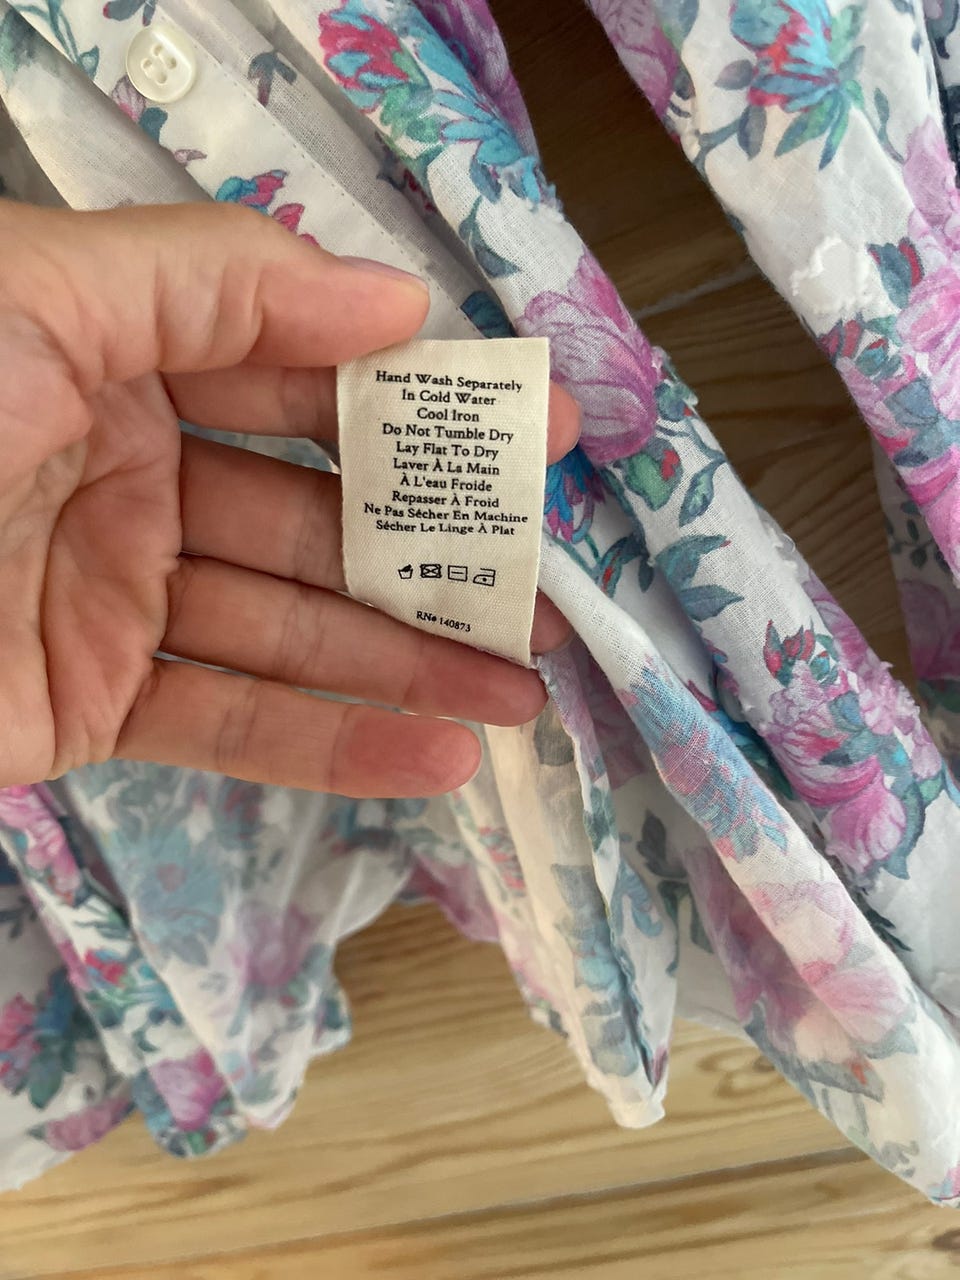 Hand Wash Separately
In Cold Water
Cool Iron
Do Not Tumble Dry
Lay Flat To Dry
Laver À La Main
À L'eau Froide
Repasser À Froid
Ne Pas Sécher En Machine
Sécher Le Linge À Plat
RN# 140873